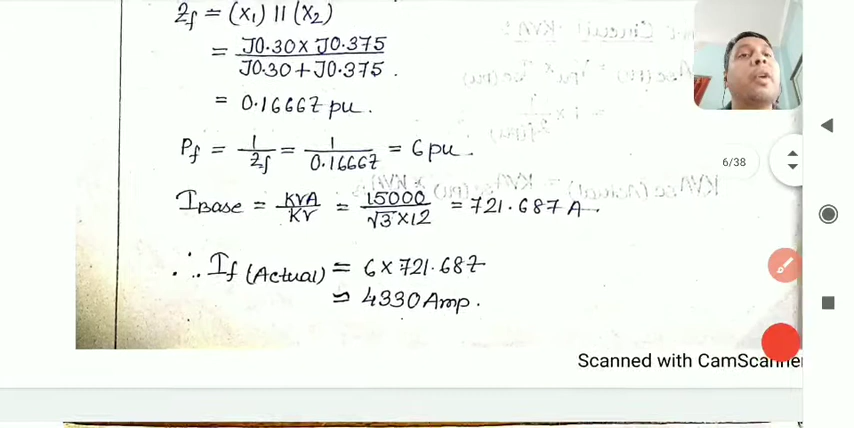 Zf = (X1) || (X2)
= J0.30 × J0.375 / J0.30 + J0.375.
= 0.16667 pu.
Pf = 1/Zf = 1/0.16667 = 6 pu.
IBase = KVA/KV = 15000/√3×12 = 721.687 A.
6/38
∴ If (Actual) = 6 × 721.687
= 4330 Amp.
Scanned with CamScanner